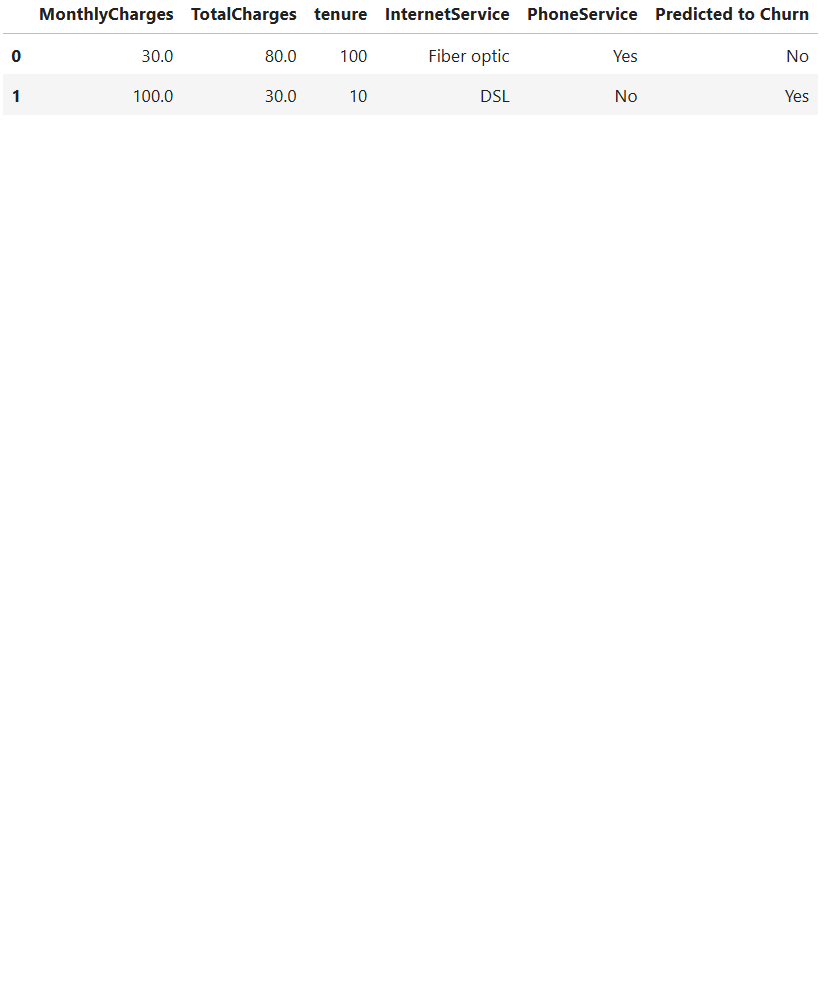 MonthlyCharges TotalCharges tenure InternetService PhoneService Predicted to Churn
0 30.0 80.0 100 Fiber optic Yes No
1 100.0 30.0 10 DSL No Yes